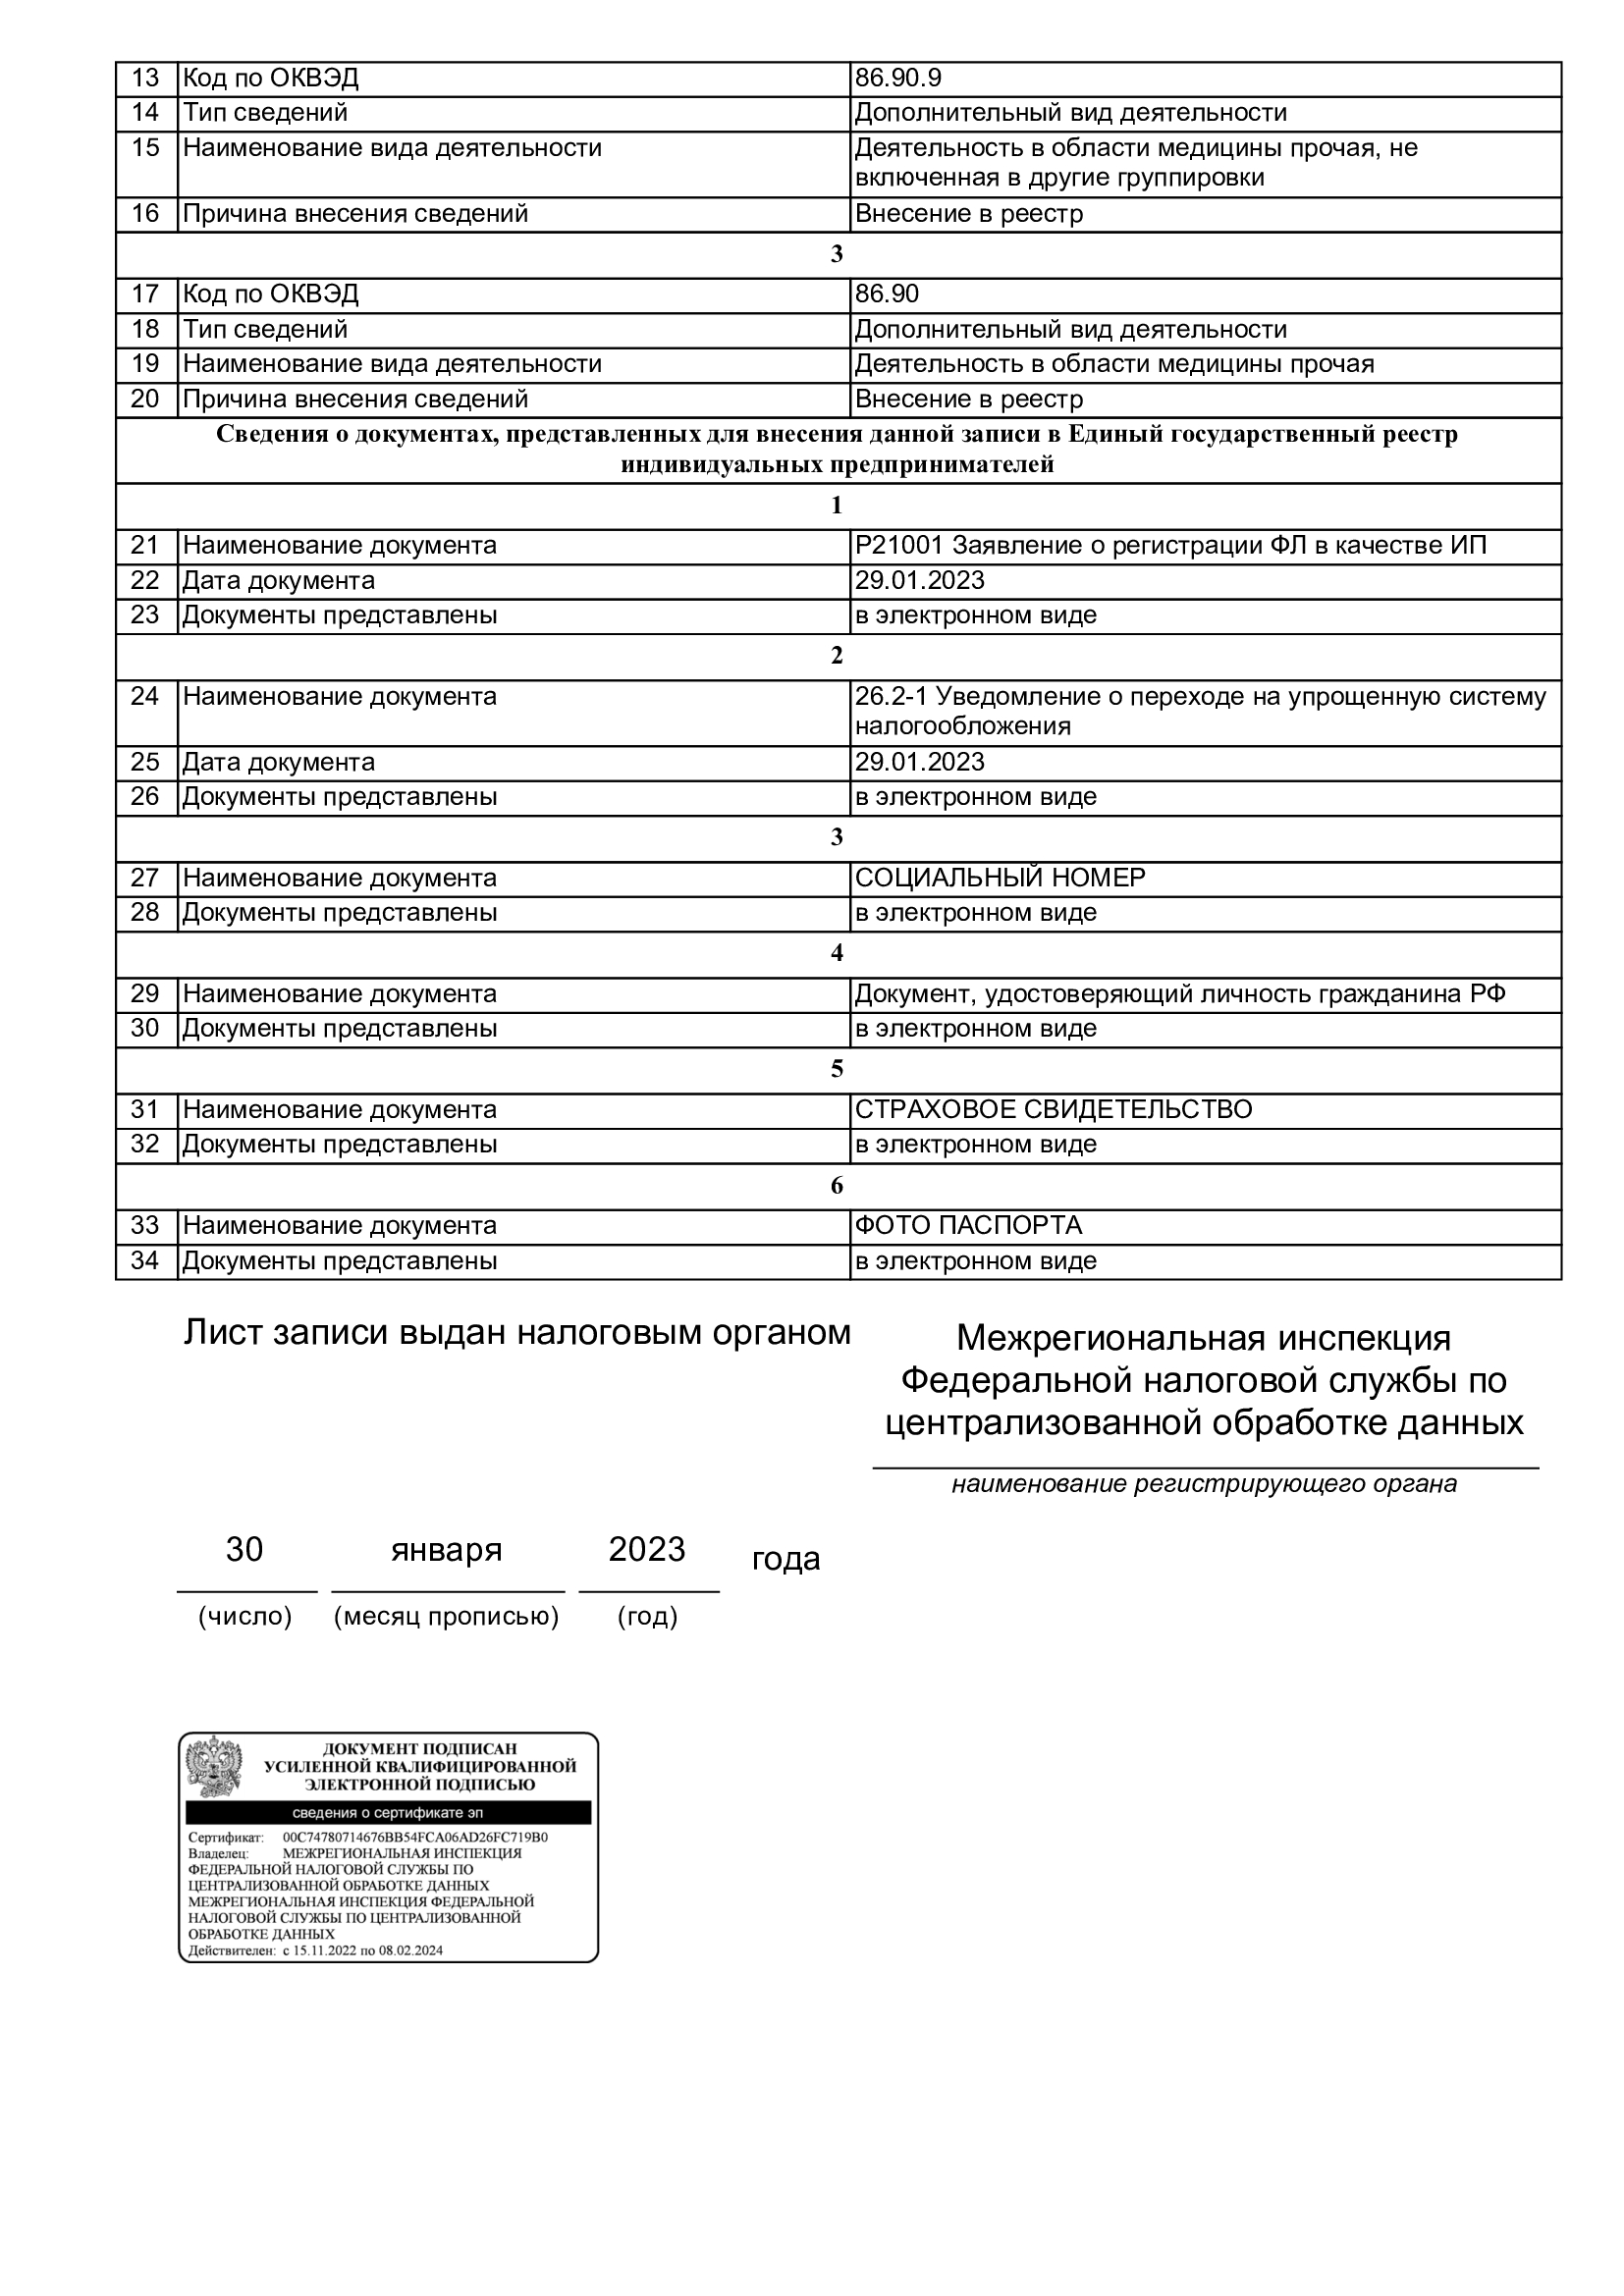 13 Код по ОКВЭД 86.90.9
14 Тип сведений Дополнительный вид деятельности
15 Наименование вида деятельности Деятельность в области медицины прочая, не
включенная в другие группировки
16 Причина внесения сведений Внесение в реестр
3
17 Код по ОКВЭД 86.90
18 Тип сведений Дополнительный вид деятельности
19 Наименование вида деятельности Деятельность в области медицины прочая
20 Причина внесения сведений Внесение в реестр
Сведения о документах, представленных для внесения данной записи в Единый государственный реестр
индивидуальных предпринимателей
1
21 Наименование документа Р21001 Заявление о регистрации ФЛ в качестве ИП
22 Дата документа 29.01.2023
23 Документы представлены в электронном виде
2
24 Наименование документа 26.2-1 Уведомление о переходе на упрощенную систему
налогообложения
25 Дата документа 29.01.2023
26 Документы представлены в электронном виде
3
27 Наименование документа СОЦИАЛЬНЫЙ НОМЕР
28 Документы представлены в электронном виде
4
29 Наименование документа Документ, удостоверяющий личность гражданина РФ
30 Документы представлены в электронном виде
5
31 Наименование документа СТРАХОВОЕ СВИДЕТЕЛЬСТВО
32 Документы представлены в электронном виде
6
33 Наименование документа ФОТО ПАСПОРТА
34 Документы представлены в электронном виде
Лист записи выдан налоговым органом
Межрегиональная инспекция
Федеральной налоговой службы по
централизованной обработке данных
наименование регистрирующего органа
30 января 2023 года
(число) (месяц прописью) (год)
ДОКУМЕНТ ПОДПИСАН
УСИЛЕННОЙ КВАЛИФИЦИРОВАННОЙ
ЭЛЕКТРОННОЙ ПОДПИСЬЮ
сведения о сертификате эп
Сертификат: 00C74780714676BB54FCA06AD26FC719B0
Владелец: МЕЖРЕГИОНАЛЬНАЯ ИНСПЕКЦИЯ
ФЕДЕРАЛЬНОЙ НАЛОГОВОЙ СЛУЖБЫ ПО
ЦЕНТРАЛИЗОВАННОЙ ОБРАБОТКЕ ДАННЫХ
МЕЖРЕГИОНАЛЬНАЯ ИНСПЕКЦИЯ ФЕДЕРАЛЬНОЙ
НАЛОГОВОЙ СЛУЖБЫ ПО ЦЕНТРАЛИЗОВАННОЙ
ОБРАБОТКЕ ДАННЫХ
Действителен: с 15.11.2022 по 08.02.2024